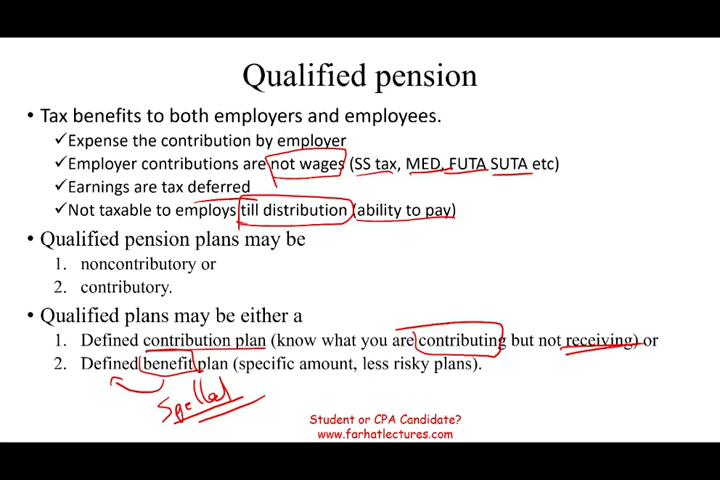 Qualified pension
• Tax benefits to both employers and employees.
✓Expense the contribution by employer
✓Employer contributions are not wages (SS tax, MED, FUTA SUTA etc)
✓Earnings are tax deferred
✓Not taxable to employs till distribution (ability to pay)
• Qualified pension plans may be
1. noncontributory or
2. contributory.
• Qualified plans may be either a
1. Defined contribution plan (know what you are contributing but not receiving) or
2. Defined benefit plan (specific amount, less risky plans).
Spelled
Student or CPA Candidate?
www.farhatlectures.com